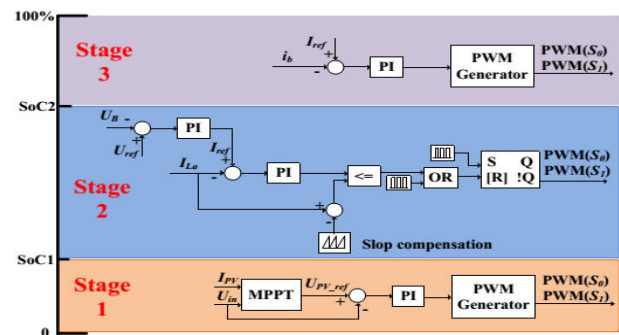 100%
Stage
3
I_ref
+
i_b
-
PI
PWM
Generator
PWM(S_0)
PWM(S_1)
SoC2
Stage
2
U_B
-
+
U_ref
PI
I_ref
+
I_La
-
PI
<=
OR
S Q
[R] !Q
PWM(S_0)
PWM(S_1)
+
-
Slop compensation
SoC1
Stage
1
I_PV
U_in
MPPT
U_PV_ref
+
-
PI
PWM
Generator
PWM(S_0)
PWM(S_1)
0